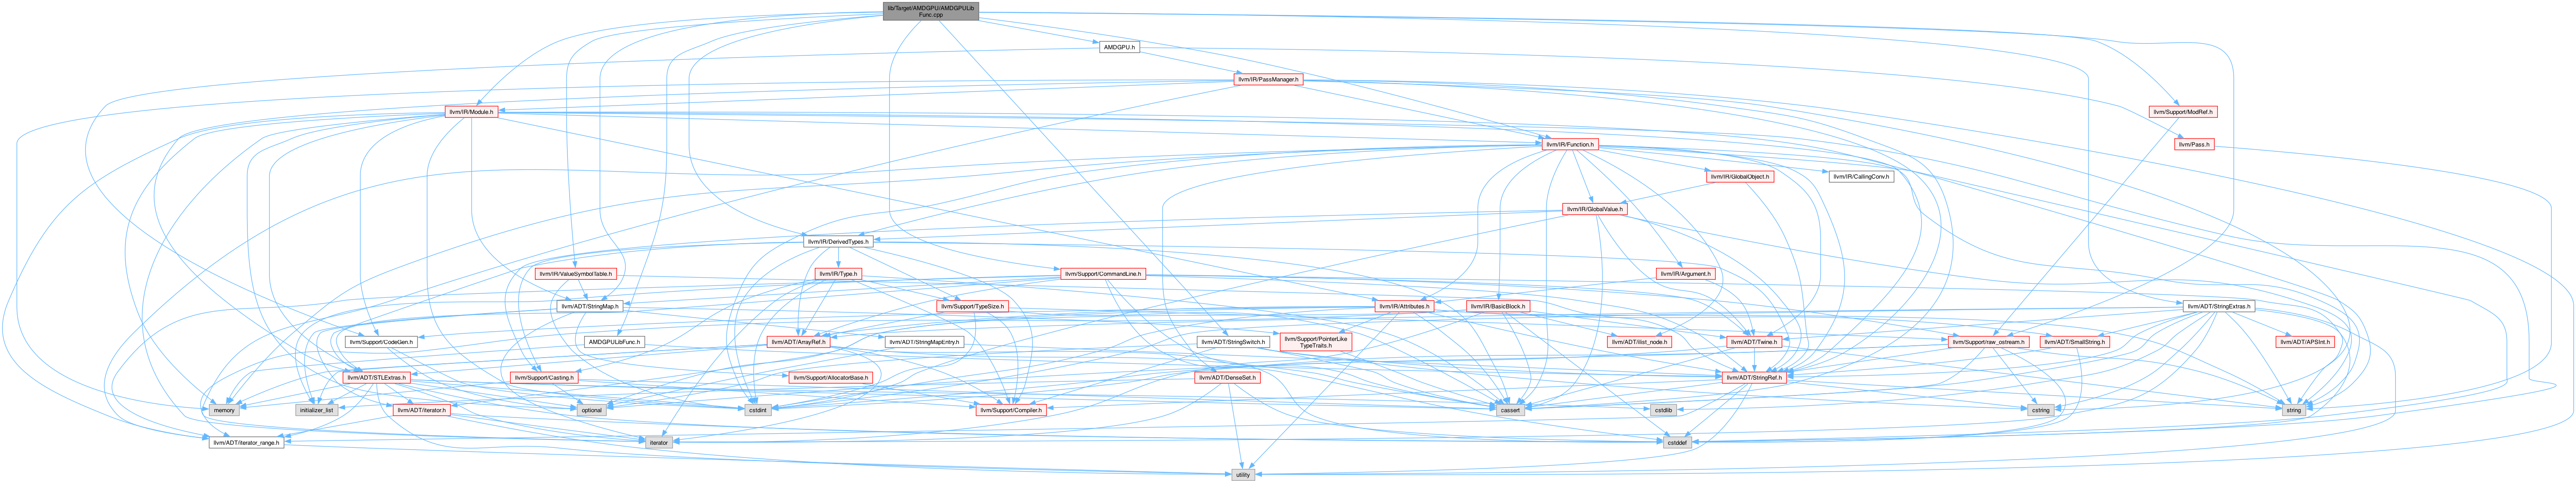 lib/Target/AMDGPU/AMDGPULib
Func.cpp
AMDGPU.h
llvm/IR/PassManager.h
llvm/IR/Module.h
llvm/Support/ModRef.h
llvm/IR/Function.h
llvm/Pass.h
llvm/IR/GlobalObject.h
llvm/IR/CallingConv.h
llvm/IR/GlobalValue.h
llvm/IR/DerivedTypes.h
llvm/IR/ValueSymbolTable.h
llvm/IR/Type.h
llvm/Support/CommandLine.h
llvm/IR/Argument.h
llvm/ADT/StringMap.h
llvm/Support/TypeSize.h
llvm/IR/Attributes.h
llvm/IR/BasicBlock.h
llvm/ADT/StringExtras.h
llvm/Support/CodeGen.h
AMDGPULibFunc.h
llvm/ADT/ArrayRef.h
llvm/ADT/StringMapEntry.h
llvm/ADT/StringSwitch.h
llvm/Support/PointerLike
TypeTraits.h
llvm/ADT/ilist_node.h
llvm/ADT/Twine.h
llvm/Support/raw_ostream.h
llvm/ADT/SmallString.h
llvm/ADT/APSInt.h
llvm/ADT/STLExtras.h
llvm/Support/Casting.h
llvm/Support/AllocatorBase.h
llvm/ADT/DenseSet.h
llvm/ADT/StringRef.h
memory
initializer_list
llvm/ADT/iterator.h
optional
cstdint
cstdlib
llvm/Support/Compiler.h
cassert
cstring
string
llvm/ADT/iterator_range.h
iterator
cstddef
utility